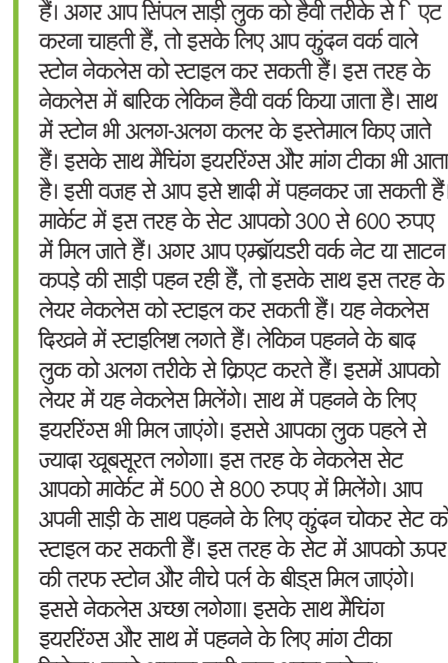 हैं। अगर आप सिंपल साड़ी लुक को हैवी तरीके से िएट
करना चाहती हैं, तो इसके लिए आप कुंदन वर्क वाले
स्टोन नेकलेस को स्टाइल कर सकती हैं। इस तरह के
नेकलेस में बारिक लेकिन हैवी वर्क किया जाता है। साथ
में स्टोन भी अलग-अलग कलर के इस्तेमाल किए जाते
हैं। इसके साथ मैचिंग इयररिंग्स और मांग टीका भी आता
है। इसी वजह से आप इसे शादी में पहनकर जा सकती हैं।
मार्केट में इस तरह के सेट आपको 300 से 600 रुपए
में मिल जाते हैं। अगर आप एम्ब्रॉयडरी वर्क नेट या साटन
कपड़े की साड़ी पहन रही हैं, तो इसके साथ इस तरह के
लेयर नेकलेस को स्टाइल कर सकती हैं। यह नेकलेस
दिखने में स्टाइलिश लगते हैं। लेकिन पहनने के बाद
लुक को अलग तरीके से क्रिएट करते हैं। इसमें आपको
लेयर में यह नेकलेस मिलेंगे। साथ में पहनने के लिए
इयररिंग्स भी मिल जाएंगे। इससे आपका लुक पहले से
ज्यादा खूबसूरत लगेगा। इस तरह के नेकलेस सेट
आपको मार्केट में 500 से 800 रुपए में मिलेंगे। आप
अपनी साड़ी के साथ पहनने के लिए कुंदन चोकर सेट को
स्टाइल कर सकती हैं। इस तरह के सेट में आपको ऊपर
की तरफ स्टोन और नीचे पर्ल के बीड्स मिल जाएंगे।
इससे नेकलेस अच्छा लगेगा। इसके साथ मैचिंग
इयररिंग्स और साथ में पहनने के लिए मांग टीका